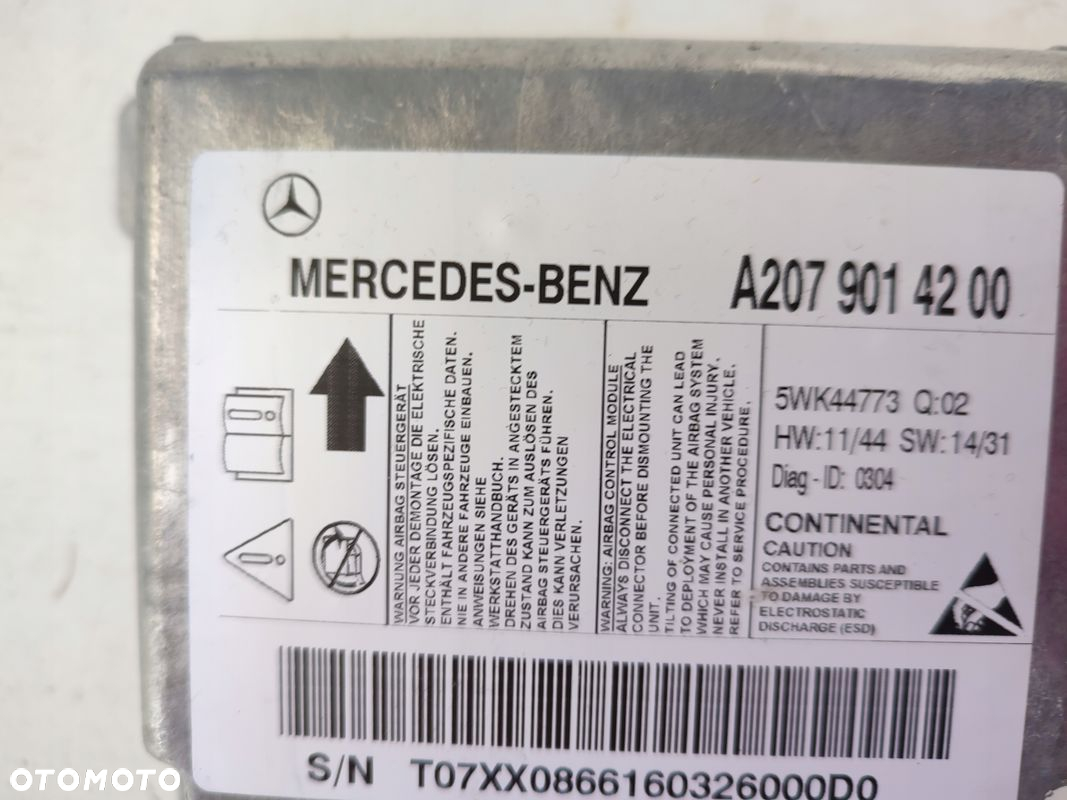 MERCEDES-BENZ A207 901 42 00
WARNUNG AIRBAG STEUERGERÄT
VOR JEDER DEMONTAGE DIE ELEKTRISCHE
STECKVERBINDUNG LÖSEN.
ENTHÄLT FAHRZEUGSPEZIFISCHE DATEN.
NIE IN ANDERE FAHRZEUGE EINBAUEN.
ANWEISUNGEN SIEHE
WERKSTATTHANDBUCH.
DREHEN DES GERÄTS IN ANGESTECKTEM
ZUSTAND KANN ZUM AUSLÖSEN DES
AIRBAG STEUERGERÄTS FÜHREN.
DIES KANN VERLETZUNGEN
VERURSACHEN.
WARNING: AIRBAG CONTROL MODULE
ALWAYS DISCONNECT THE ELECTRICAL
CONNECTOR BEFORE DISMOUNTING THE
UNIT.
TILTING OF CONNECTED UNIT CAN LEAD
TO DEPLOYMENT OF THE AIRBAG SYSTEM
WHICH MAY CAUSE PERSONAL INJURY.
NEVER INSTALL IN ANOTHER VEHICLE.
REFER TO SERVICE PROCEDURE.
5WK44773 Q:02
HW:11/44 SW:14/31
Diag - ID: 0304
CONTINENTAL
CAUTION
CONTAINS PARTS AND
ASSEMBLIES SUSCEPTIBLE
TO DAMAGE BY
ELECTROSTATIC
DISCHARGE (ESD)
S/N T07XX0866160326000D0
OTOMOTO